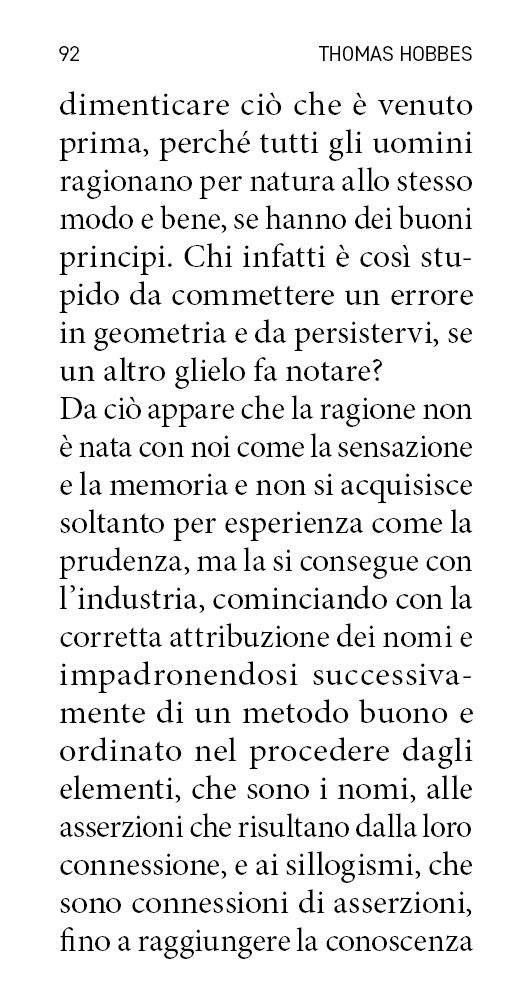 92 THOMAS HOBBES
dimenticare ciò che è venuto
prima, perché tutti gli uomini
ragionano per natura allo stesso
modo e bene, se hanno dei buoni
principi. Chi infatti è così stu-
pido da commettere un errore
in geometria e da persistervi, se
un altro glielo fa notare?
Da ciò appare che la ragione non
è nata con noi come la sensazione
e la memoria e non si acquisisce
soltanto per esperienza come la
prudenza, ma la si consegue con
l’industria, cominciando con la
corretta attribuzione dei nomi e
impadronendosi successiva-
mente di un metodo buono e
ordinato nel procedere dagli
elementi, che sono i nomi, alle
asserzioni che risultano dalla loro
connessione, e ai sillogismi, che
sono connessioni di asserzioni,
fino a raggiungere la conoscenza